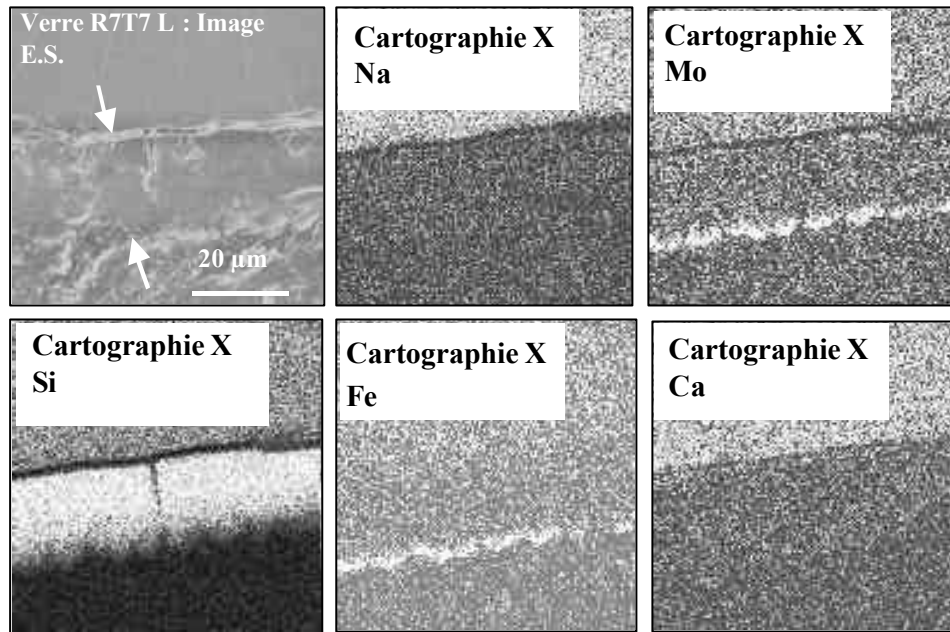 Verre R7T7 L : Image
E.S.
20 µm
Cartographie X
Na
Cartographie X
Mo
Cartographie X
Si
Cartographie X
Fe
Cartographie X
Ca